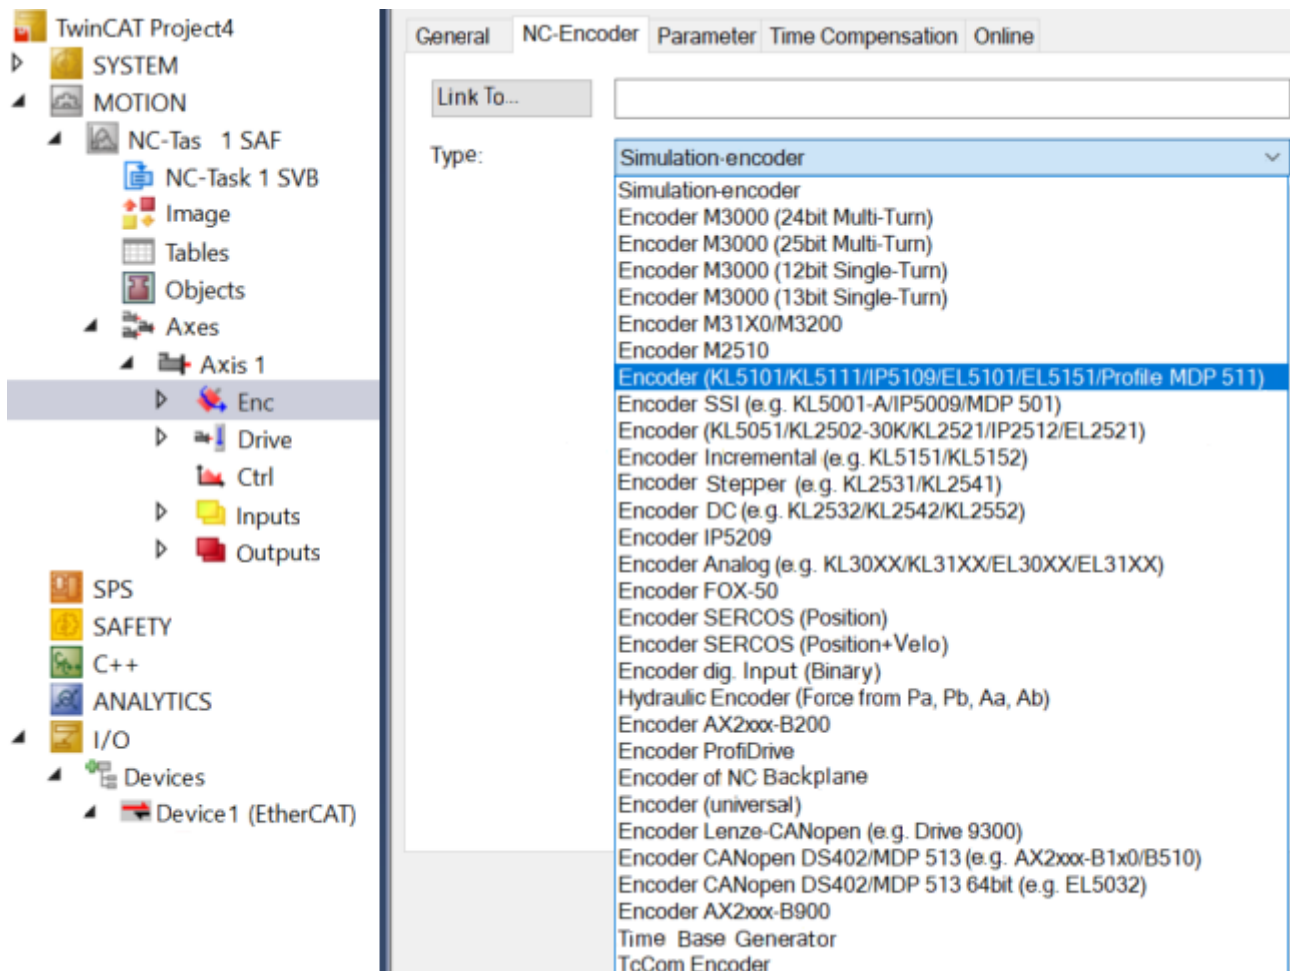 TwinCAT Project4
SYSTEM
MOTION
NC-Tas 1 SAF
NC-Task 1 SVB
Image
Tables
Objects
Axes
Axis 1
Enc
Drive
Ctrl
Inputs
Outputs
SPS
SAFETY
C++
ANALYTICS
I/O
Devices
Device1 (EtherCAT)
General NC-Encoder Parameter Time Compensation Online
Link To...
Type: Simulation-encoder
Simulation-encoder
Encoder M3000 (24bit Multi-Turn)
Encoder M3000 (25bit Multi-Turn)
Encoder M3000 (12bit Single-Turn)
Encoder M3000 (13bit Single-Turn)
Encoder M31X0/M3200
Encoder M2510
Encoder (KL5101/KL5111/IP5109/EL5101/EL5151/Profile MDP 511)
Encoder SSI (e.g. KL5001-A/IP5009/MDP 501)
Encoder (KL5051/KL2502-30K/KL2521/IP2512/EL2521)
Encoder Incremental (e.g. KL5151/KL5152)
Encoder Stepper (e.g. KL2531/KL2541)
Encoder DC (e.g. KL2532/KL2542/KL2552)
Encoder IP5209
Encoder Analog (e.g. KL30XX/KL31XX/EL30XX/EL31XX)
Encoder FOX-50
Encoder SERCOS (Position)
Encoder SERCOS (Position+Velo)
Encoder dig. Input (Binary)
Hydraulic Encoder (Force from Pa, Pb, Aa, Ab)
Encoder AX2xxx-B200
Encoder ProfiDrive
Encoder of NC Backplane
Encoder (universal)
Encoder Lenze-CANopen (e.g. Drive 9300)
Encoder CANopen DS402/MDP 513 (e.g. AX2xxx-B1x0/B510)
Encoder CANopen DS402/MDP 513 64bit (e.g. EL5032)
Encoder AX2xxx-B900
Time Base Generator
TcCom Encoder